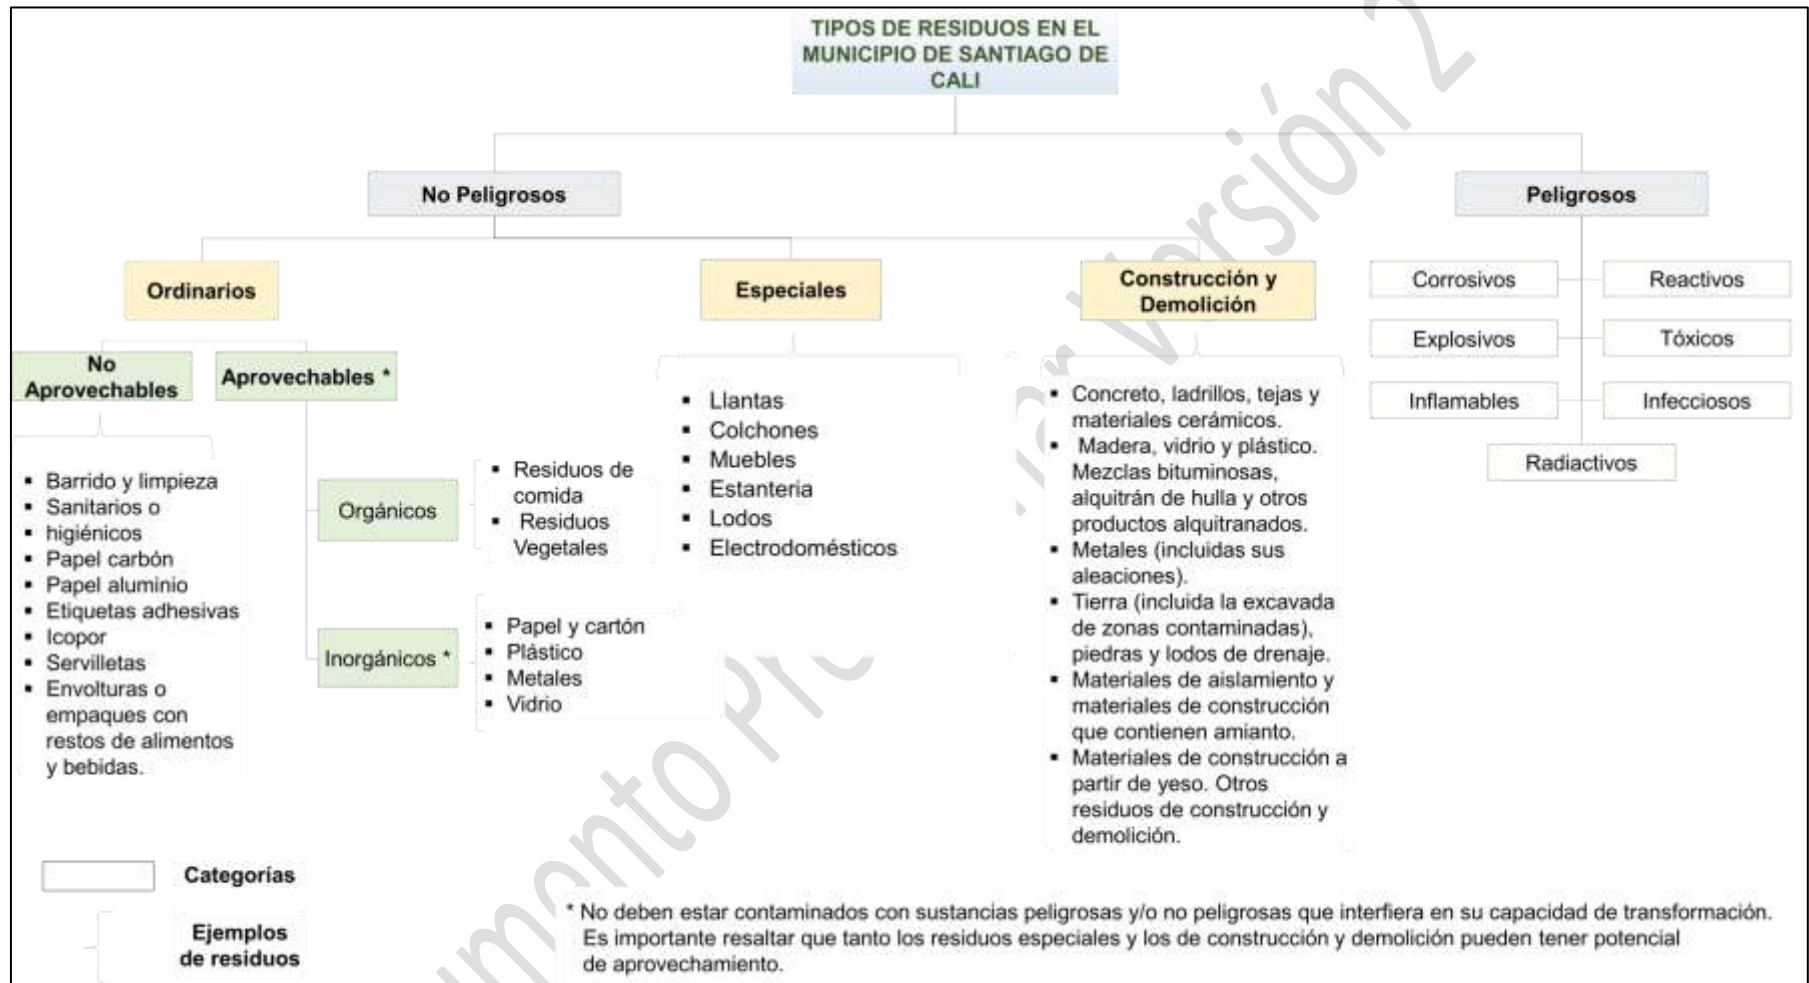 TIPOS DE RESIDUOS EN EL
MUNICIPIO DE SANTIAGO DE
CALI
No Peligrosos
Peligrosos
Ordinarios
Especiales
Construcción y
Demolición
Corrosivos
Reactivos
Explosivos
Tóxicos
Inflamables
Infecciosos
Radiactivos
No
Aprovechables
Aprovechables *
▪ Barrido y limpieza
▪ Sanitarios o
▪ higiénicos
▪ Papel carbón
▪ Papel aluminio
▪ Etiquetas adhesivas
▪ Icopor
▪ Servilletas
▪ Envolturas o
empaques con
restos de alimentos
y bebidas.
Orgánicos
▪ Residuos de
comida
▪ Residuos
Vegetales
Inorgánicos *
▪ Papel y cartón
▪ Plástico
▪ Metales
▪ Vidrio
▪ Llantas
▪ Colchones
▪ Muebles
▪ Estanteria
▪ Lodos
▪ Electrodomésticos
▪ Concreto, ladrillos, tejas y
materiales cerámicos.
▪ Madera, vidrio y plástico.
Mezclas bituminosas,
alquitrán de hulla y otros
productos alquitranados.
▪ Metales (incluidas sus
aleaciones).
▪ Tierra (incluida la excavada
de zonas contaminadas),
piedras y lodos de drenaje.
▪ Materiales de aislamiento y
materiales de construcción
que contienen amianto.
▪ Materiales de construcción a
partir de yeso. Otros
residuos de construcción y
demolición.
Categorías
Ejemplos
de residuos
* No deben estar contaminados con sustancias peligrosas y/o no peligrosas que interfiera en su capacidad de transformación.
Es importante resaltar que tanto los residuos especiales y los de construcción y demolición pueden tener potencial
de aprovechamiento.
Versión 2